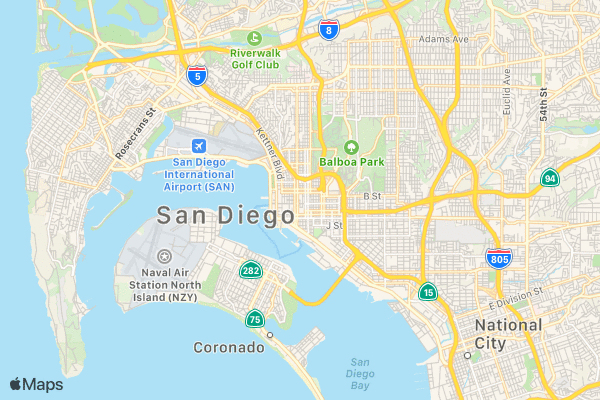 8
Adams Ave
Riverwalk
Golf Club
5
Euclid Ave
54th St
Rosecrans St
Kettner Blvd
San Diego
International
Airport (SAN)
Balboa Park
94
B St
San Diego
J St
Naval Air
Station North
Island (NZY)
282
805
15
E Division St
75
National
City
Coronado
San
Diego
Bay
Maps